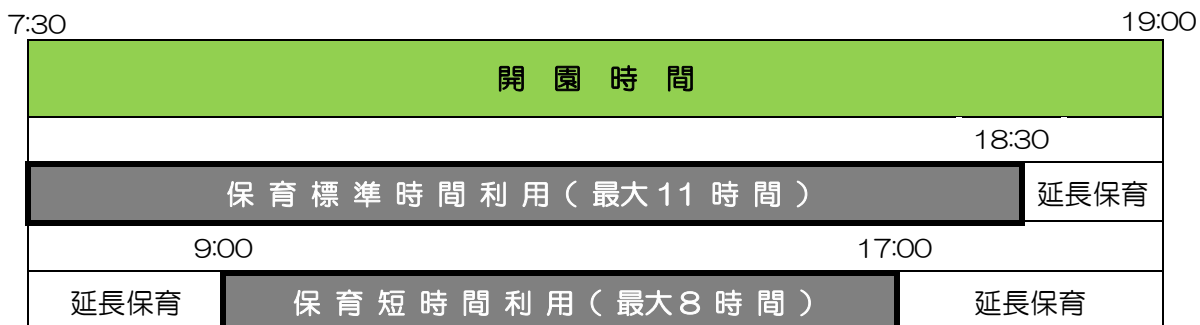 7:30 19:00
開園時間
18:30
保育標準時間利用(最大11時間) 延長保育
9:00 17:00
延長保育 保育短時間利用(最大8時間) 延長保育